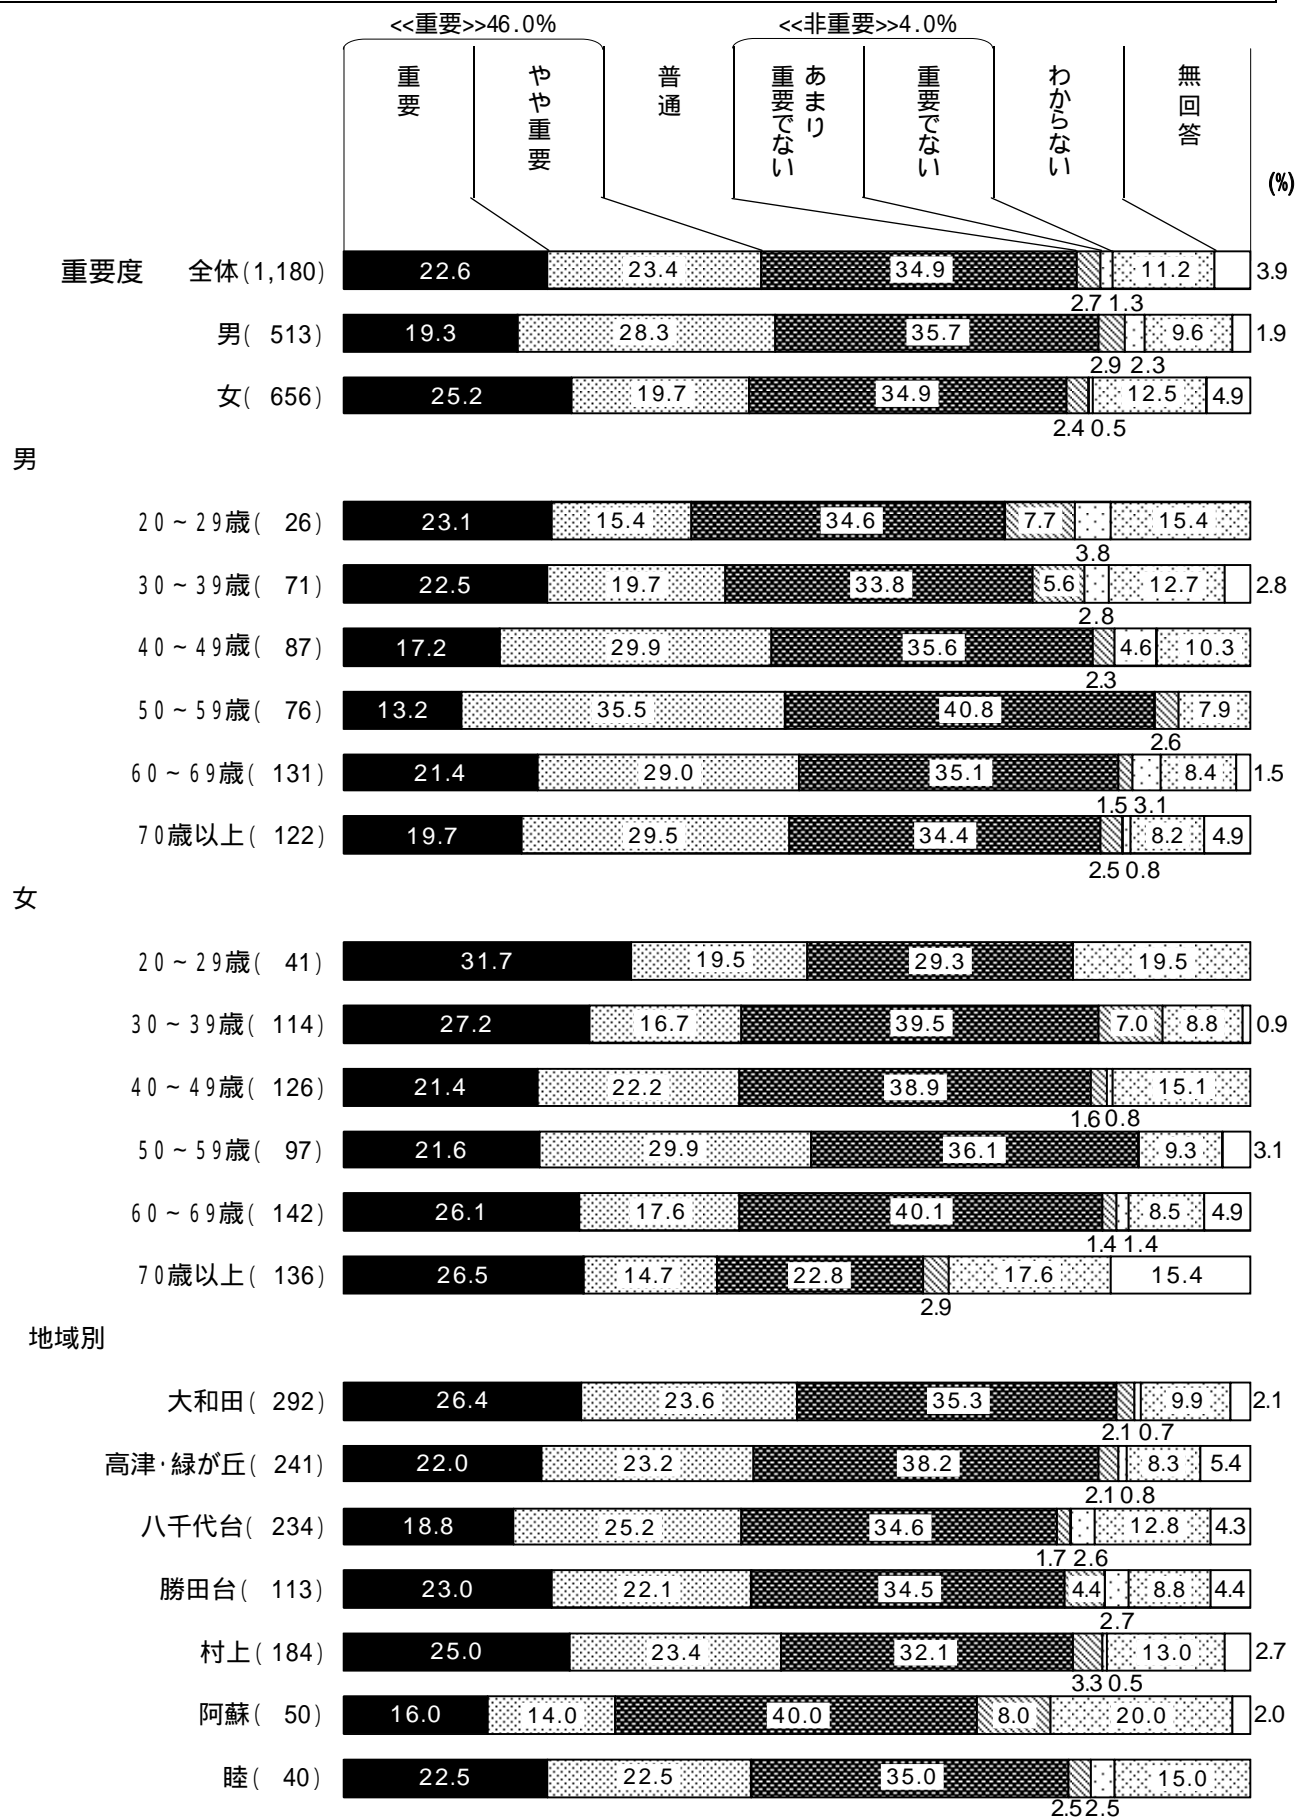 <<重要>>46.0%
<<非重要>>4.0%
重要
やや重要
普通
あまり
重要でない
重要でない
わからない
無回答
(%)
重要度 全体(1,180) 22.6 23.4 34.9 11.2 3.9
2.7 1.3
男( 513) 19.3 28.3 35.7 9.6 1.9
2.9 2.3
女( 656) 25.2 19.7 34.9 12.5 4.9
2.4 0.5
男
20~29歳( 26) 23.1 15.4 34.6 7.7 15.4
3.8
30~39歳( 71) 22.5 19.7 33.8 5.6 12.7 2.8
2.8
40~49歳( 87) 17.2 29.9 35.6 4.6 10.3
2.3
50~59歳( 76) 13.2 35.5 40.8 7.9
2.6
60~69歳( 131) 21.4 29.0 35.1 8.4 1.5
1.5 3.1
70歳以上( 122) 19.7 29.5 34.4 8.2 4.9
2.5 0.8
女
20~29歳( 41) 31.7 19.5 29.3 19.5
30~39歳( 114) 27.2 16.7 39.5 7.0 8.8 0.9
40~49歳( 126) 21.4 22.2 38.9 15.1
1.6 0.8
50~59歳( 97) 21.6 29.9 36.1 9.3 3.1
60~69歳( 142) 26.1 17.6 40.1 8.5 4.9
1.4 1.4
70歳以上( 136) 26.5 14.7 22.8 17.6 15.4
2.9
地域別
大和田( 292) 26.4 23.6 35.3 9.9 2.1
2.1 0.7
高津・緑が丘( 241) 22.0 23.2 38.2 8.3 5.4
2.1 0.8
八千代台( 234) 18.8 25.2 34.6 12.8 4.3
1.7 2.6
勝田台( 113) 23.0 22.1 34.5 4.4 8.8 4.4
2.7
村上( 184) 25.0 23.4 32.1 13.0 2.7
3.3 0.5
阿蘇( 50) 16.0 14.0 40.0 8.0 20.0 2.0
睦( 40) 22.5 22.5 35.0 15.0
2.5 2.5